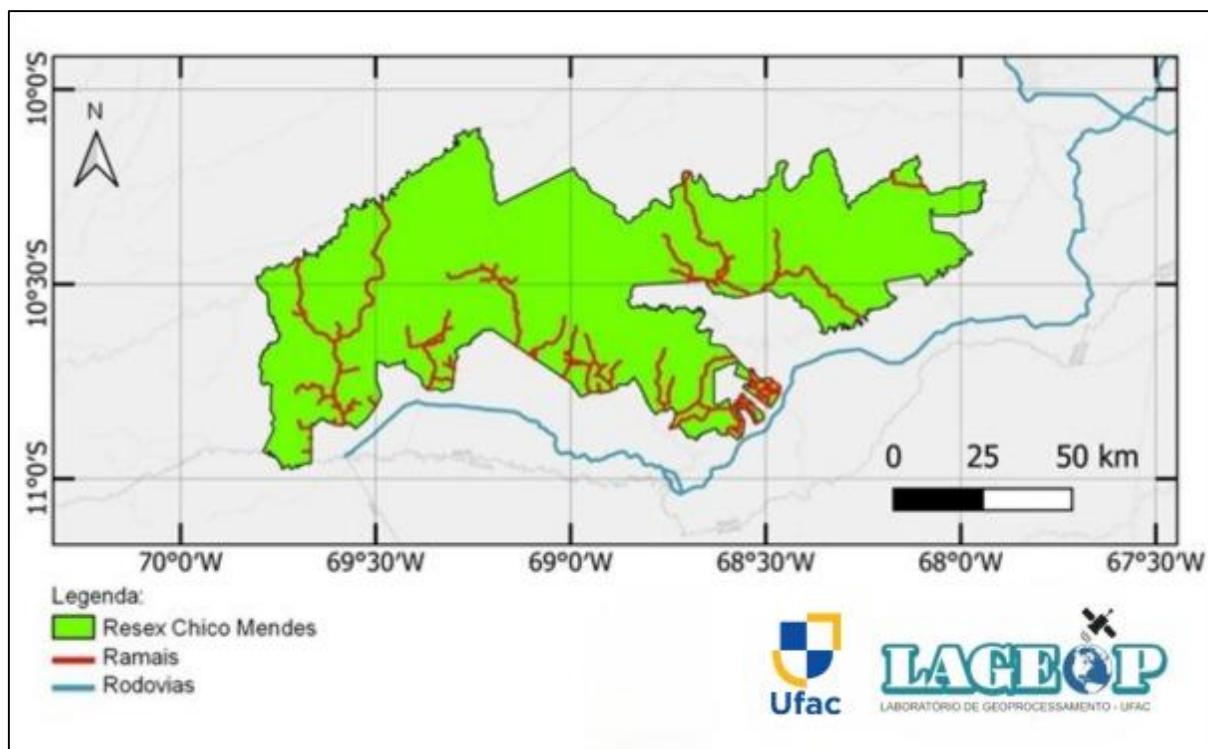 10°0'S
N
10°30'S
11°0'S
0 25 50 km
70°0'W 69°30'W 69°0'W 68°30'W 68°0'W 67°30'W
Legenda:
Resex Chico Mendes
Ramais
Rodovias
Ufac
LAGEOP
LABORATÓRIO DE GEOPROCESSAMENTO - UFAC